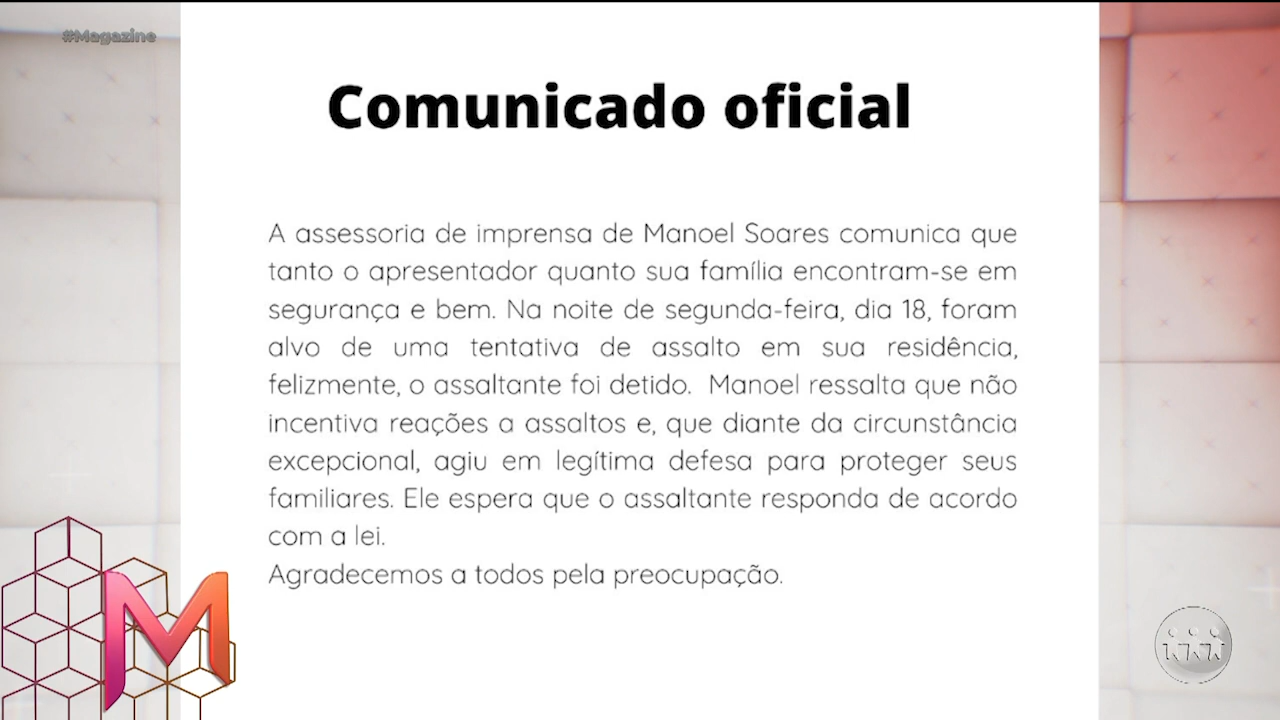 #Magazine
Comunicado oficial
A assessoria de imprensa de Manoel Soares comunica que
tanto o apresentador quanto sua família encontram-se em
segurança e bem. Na noite de segunda-feira, dia 18, foram
alvo de uma tentativa de assalto em sua residência,
felizmente, o assaltante foi detido. Manoel ressalta que não
incentiva reações a assaltos e, que diante da circunstância
excepcional, agiu em legítima defesa para proteger seus
familiares. Ele espera que o assaltante responda de acordo
com a lei.
Agradecemos a todos pela preocupação.
M